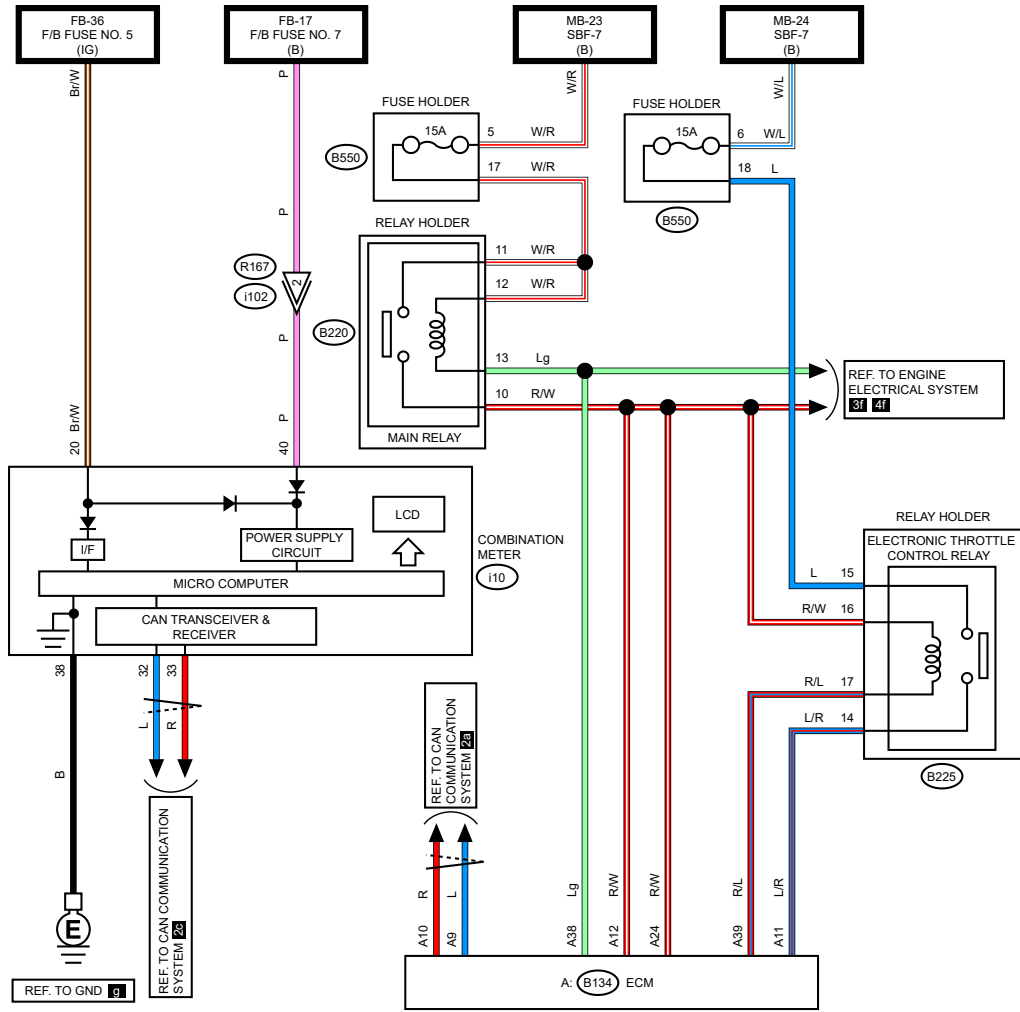 FB-36
F/B FUSE NO. 5
(IG)
FB-17
F/B FUSE NO. 7
(B)
MB-23
SBF-7
(B)
MB-24
SBF-7
(B)
Br/W
P
W/R
W/L
FUSE HOLDER
15A
5 W/R
17 W/R
B550
FUSE HOLDER
15A
6 W/L
18 L
B550
P
RELAY HOLDER
11 W/R
12 W/R
R167
i102
2
B220
P
13 Lg
10 R/W
MAIN RELAY
REF. TO ENGINE
ELECTRICAL SYSTEM
3f 4f
20 Br/W
40 P
LCD
I/F
POWER SUPPLY
CIRCUIT
MICRO COMPUTER
CAN TRANSCEIVER &
RECEIVER
COMBINATION
METER
i10
RELAY HOLDER
ELECTRONIC THROTTLE
CONTROL RELAY
L 15
R/W 16
R/L 17
L/R 14
B225
38
32
33
L
R
B
REF. TO CAN COMMUNICATION
SYSTEM 2c
REF. TO CAN
COMMUNICATION
SYSTEM 2a
E
REF. TO GND g
A10 R
A9 L
A38 Lg
A12 R/W
A24 R/W
A39 R/L
A11 L/R
A: B134 ECM